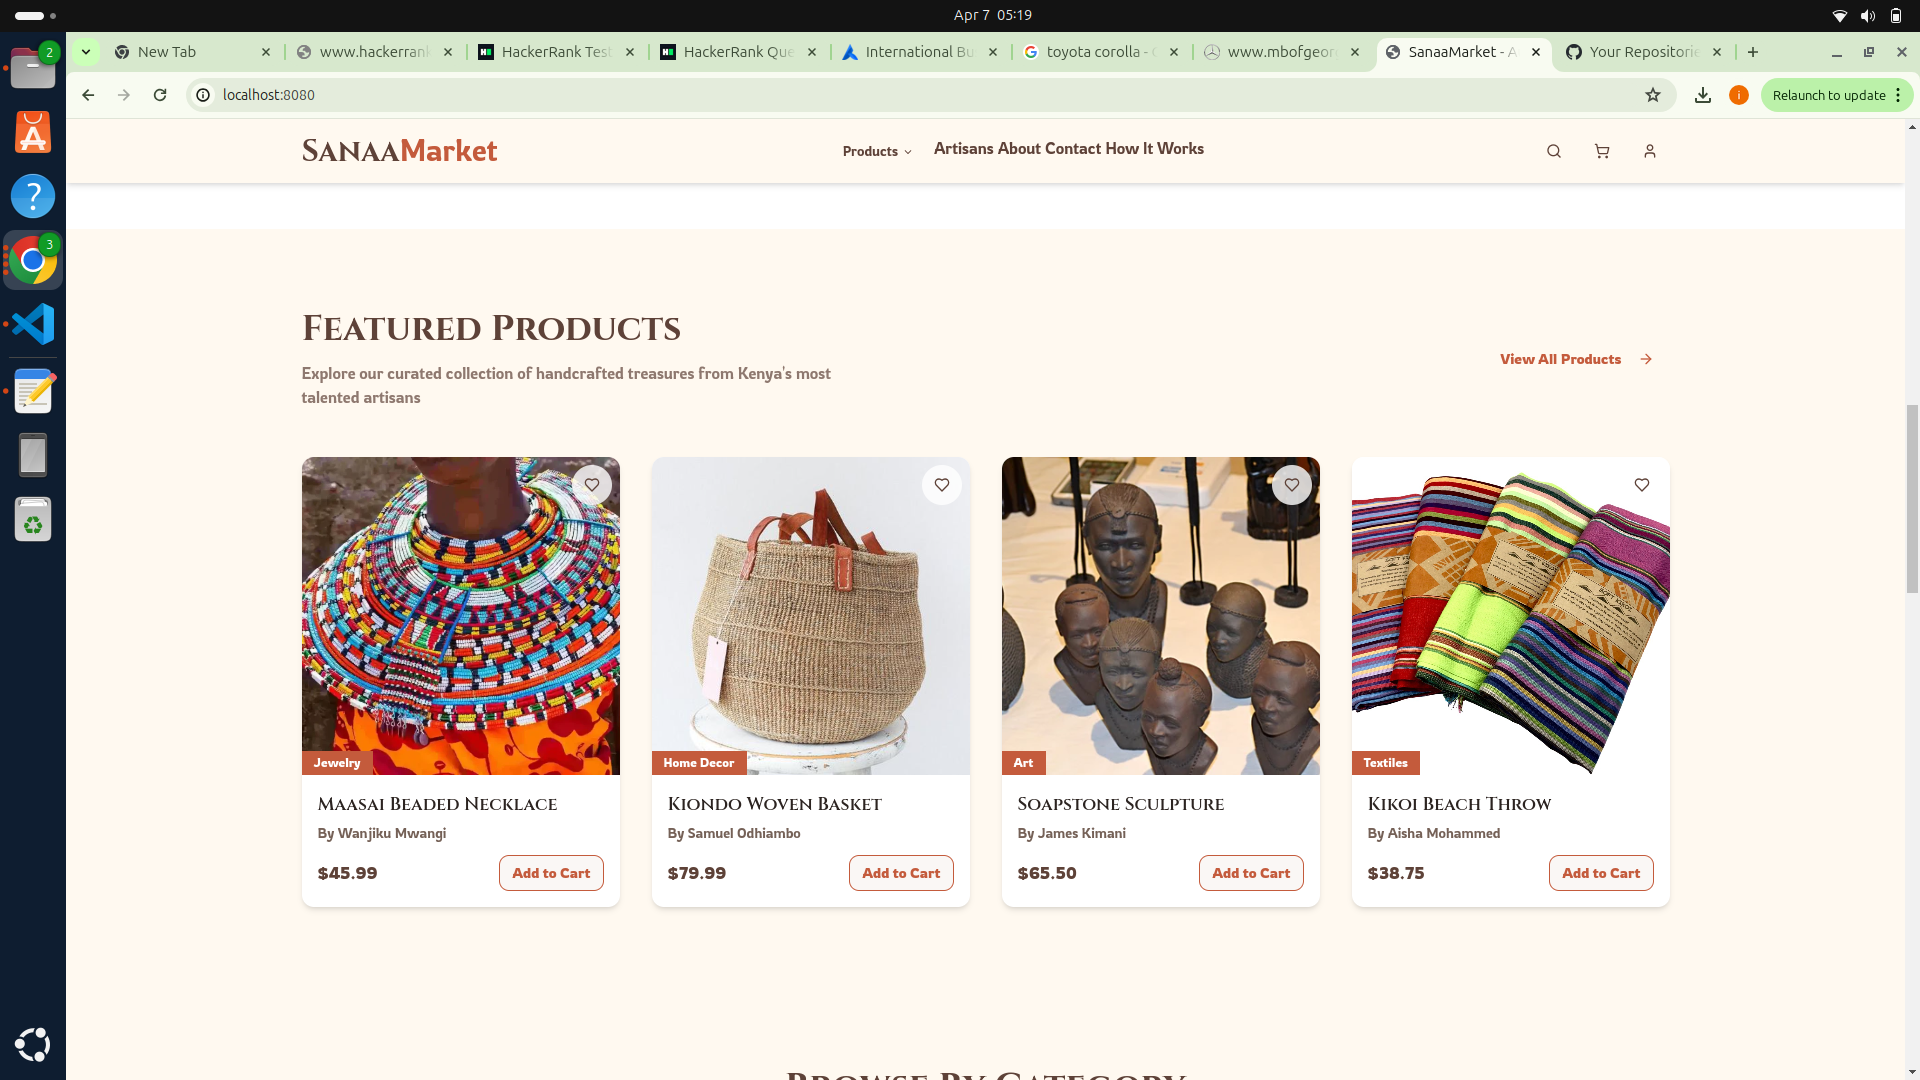 Apr 7 05:19
2
New Tab
www.hackerrank
HackerRank Test
HackerRank Que
International Bu
toyota corolla - G
www.mbofgeorg
SanaaMarket - A
Your Repositorie
localhost:8080
Relaunch to update
3
SanaaMarket
Products
Artisans About Contact How It Works
Featured Products
Explore our curated collection of handcrafted treasures from Kenya's most
talented artisans
View All Products
Jewelry
Home Decor
Art
Textiles
Maasai Beaded Necklace
Kiondo Woven Basket
Soapstone Sculpture
Kikoi Beach Throw
By Wanjiku Mwangi
By Samuel Odhiambo
By James Kimani
By Aisha Mohammed
$45.99
Add to Cart
$79.99
Add to Cart
$65.50
Add to Cart
$38.75
Add to Cart
Browse By Category